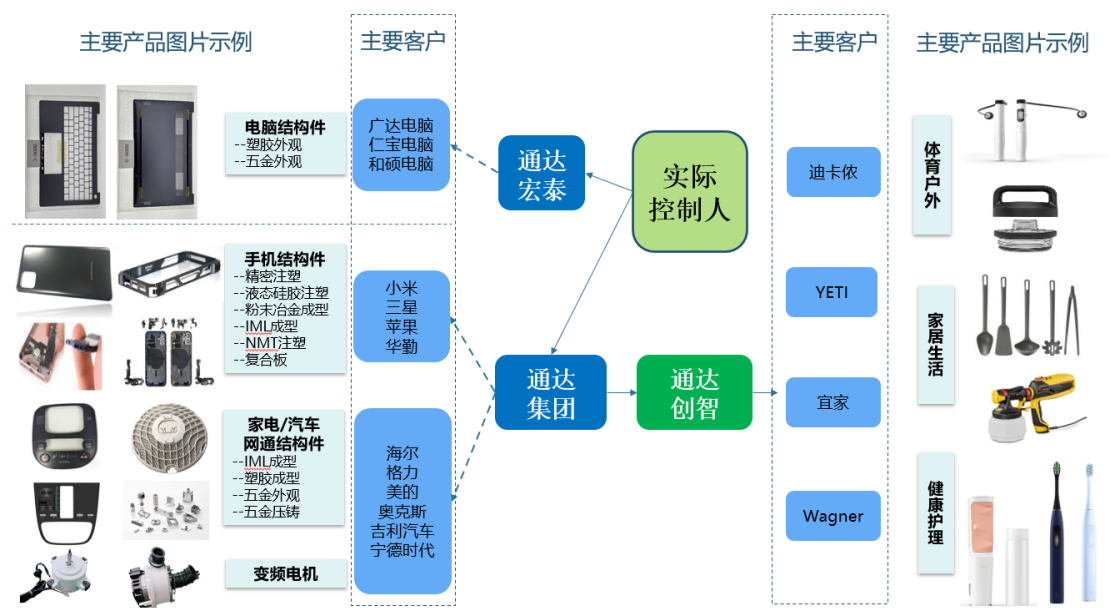 主要产品图片示例
主要客户
主要客户
主要产品图片示例
电脑结构件
--塑胶外观
--五金外观
广达电脑
仁宝电脑
和硕电脑
通达
宏泰
实际
控制人
迪卡侬
体育户外
手机结构件
--精密注塑
--液态硅胶注塑
--粉末冶金成型
--IML成型
--NMT注塑
--复合板
小米
三星
苹果
华勤
YETI
家居生活
通达
集团
通达
创智
宜家
家电/汽车
网通结构件
--IML成型
--塑胶成型
--五金外观
--五金压铸
海尔
格力
美的
奥克斯
吉利汽车
宁德时代
Wagner
健康护理
变频电机